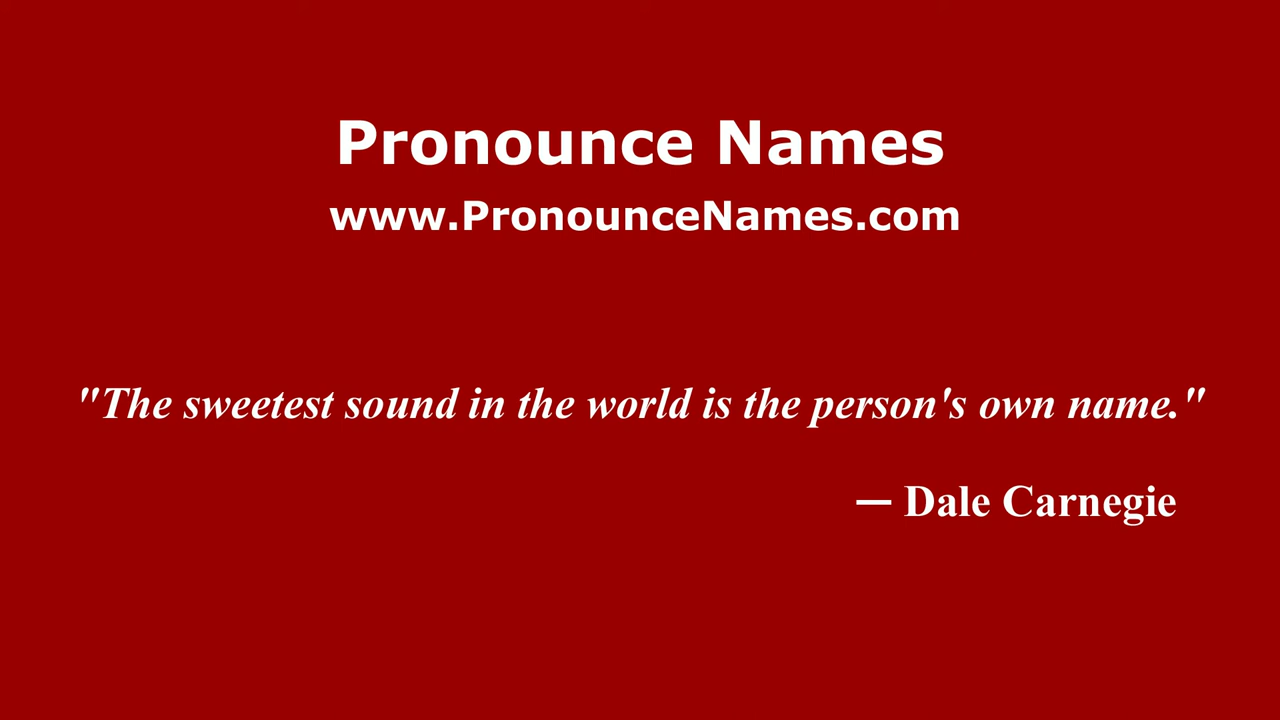 Pronounce Names
www.PronounceNames.com
"The sweetest sound in the world is the person's own name."
— Dale Carnegie